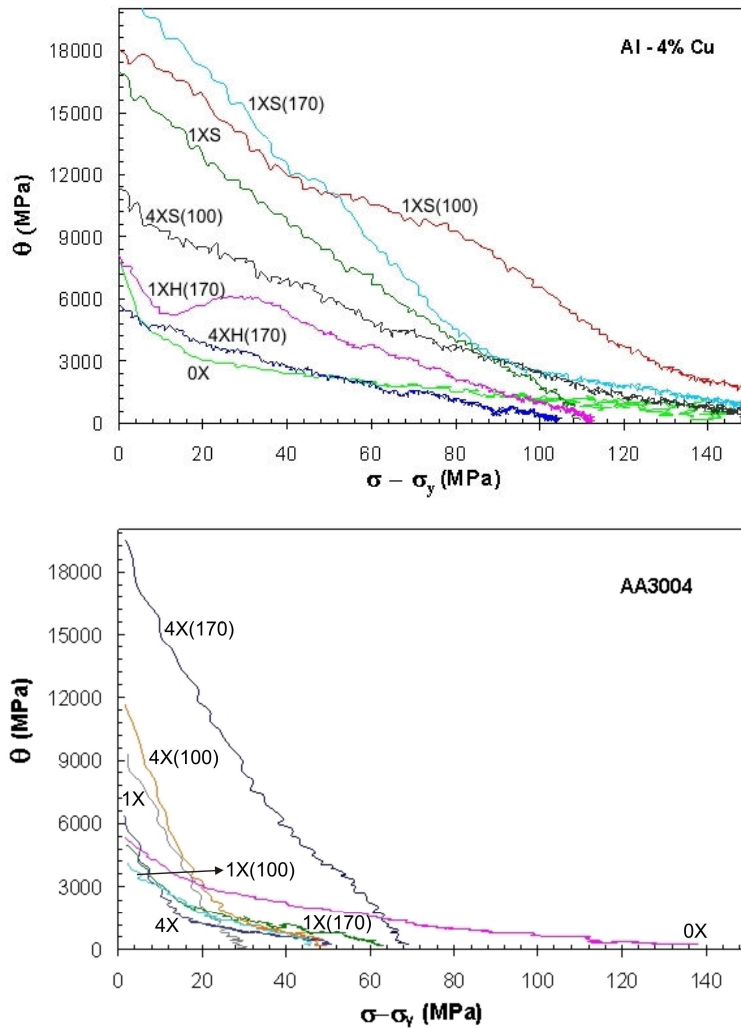 Al - 4% Cu
18000
15000
12000
9000
6000
3000
0
θ (MPa)
1XS(170)
1XS
1XS(100)
4XS(100)
1XH(170)
4XH(170)
0X
0 20 40 60 80 100 120 140
σ – σy (MPa)
AA3004
18000
15000
12000
9000
6000
3000
0
θ (MPa)
4X(170)
4X(100)
1X
1X(100)
4X
1X(170)
0X
0 20 40 60 80 100 120 140
σ–σy (MPa)